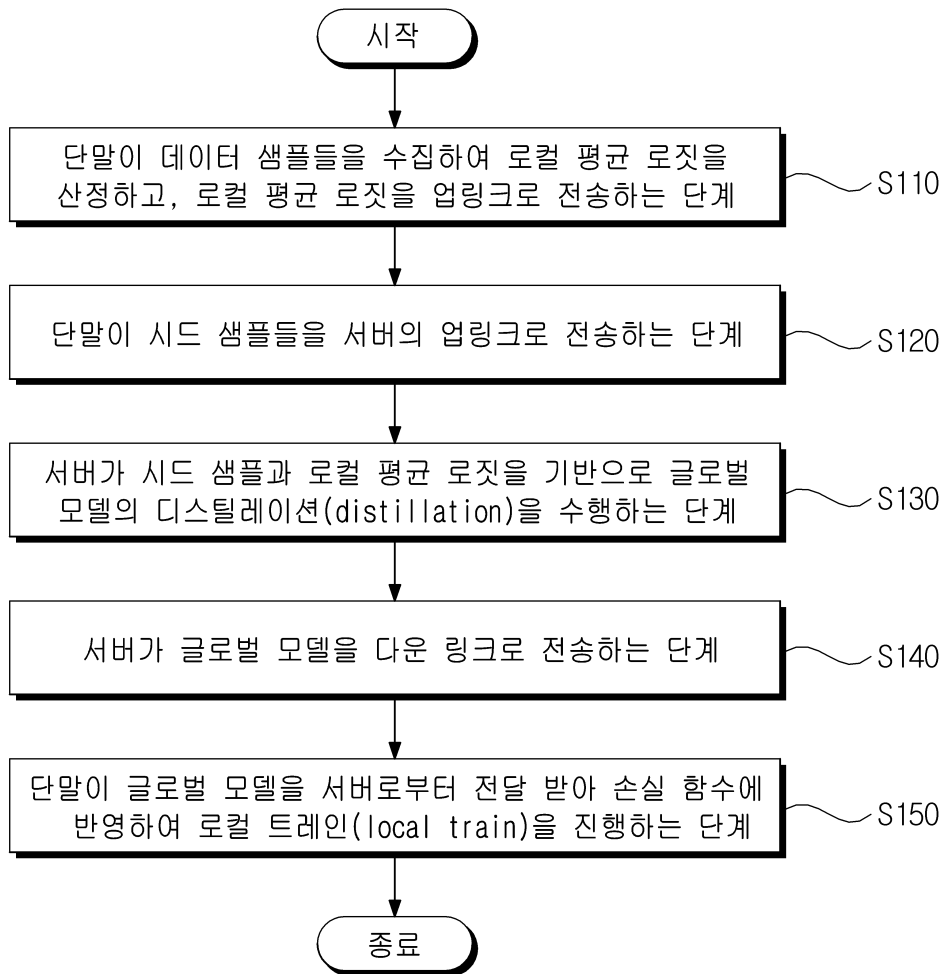 시작
단말이 데이터 샘플들을 수집하여 로컬 평균 로짓을
산정하고, 로컬 평균 로짓을 업링크로 전송하는 단계
S110
단말이 시드 샘플들을 서버의 업링크로 전송하는 단계
S120
서버가 시드 샘플과 로컬 평균 로짓을 기반으로 글로벌
모델의 디스틸레이션(distillation)을 수행하는 단계
S130
서버가 글로벌 모델을 다운 링크로 전송하는 단계
S140
단말이 글로벌 모델을 서버로부터 전달 받아 손실 함수에
반영하여 로컬 트레인(local train)을 진행하는 단계
S150
종료